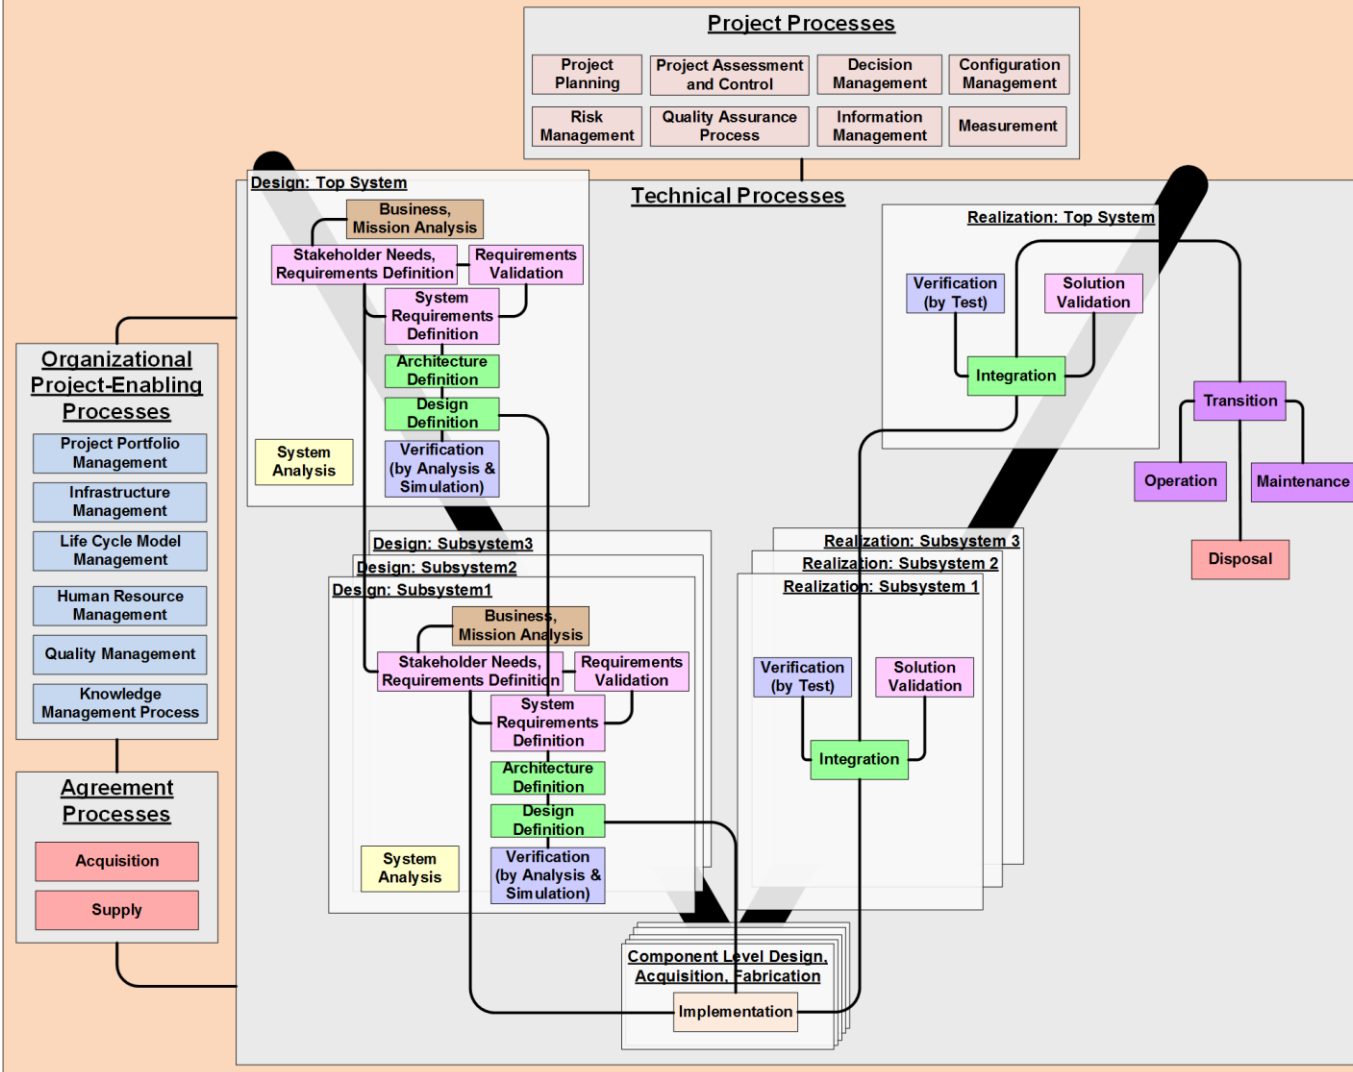 Project Processes
Project
Planning
Project Assessment
and Control
Decision
Management
Configuration
Management
Risk
Management
Quality Assurance
Process
Information
Management
Measurement
Technical Processes
Design: Top System
Business,
Mission Analysis
Stakeholder Needs,
Requirements Definition
Requirements
Validation
System
Requirements
Definition
Architecture
Definition
Design
Definition
Verification
(by Analysis &
Simulation)
System
Analysis
Realization: Top System
Verification
(by Test)
Solution
Validation
Integration
Transition
Operation
Maintenance
Disposal
Organizational
Project-Enabling
Processes
Project Portfolio
Management
Infrastructure
Management
Life Cycle Model
Management
Human Resource
Management
Quality Management
Knowledge
Management Process
Agreement
Processes
Acquisition
Supply
Design: Subsystem3
Design: Subsystem2
Design: Subsystem1
Business,
Mission Analysis
Stakeholder Needs,
Requirements Definition
Requirements
Validation
System
Requirements
Definition
Architecture
Definition
Design
Definition
Verification
(by Analysis &
Simulation)
System
Analysis
Realization: Subsystem 3
Realization: Subsystem 2
Realization: Subsystem 1
Verification
(by Test)
Solution
Validation
Integration
Component Level Design,
Acquisition, Fabrication
Implementation